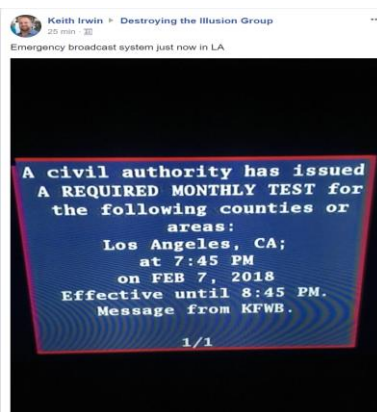 Keith Irwin ▸ Destroying the Illusion Group
25 min ·
Emergency broadcast system just now in LA
A civil authority has issued
A REQUIRED MONTHLY TEST for
the following counties or
areas:
Los Angeles, CA;
at 7:45 PM
on FEB 7, 2018
Effective until 8:45 PM.
Message from KFWB.
1/1